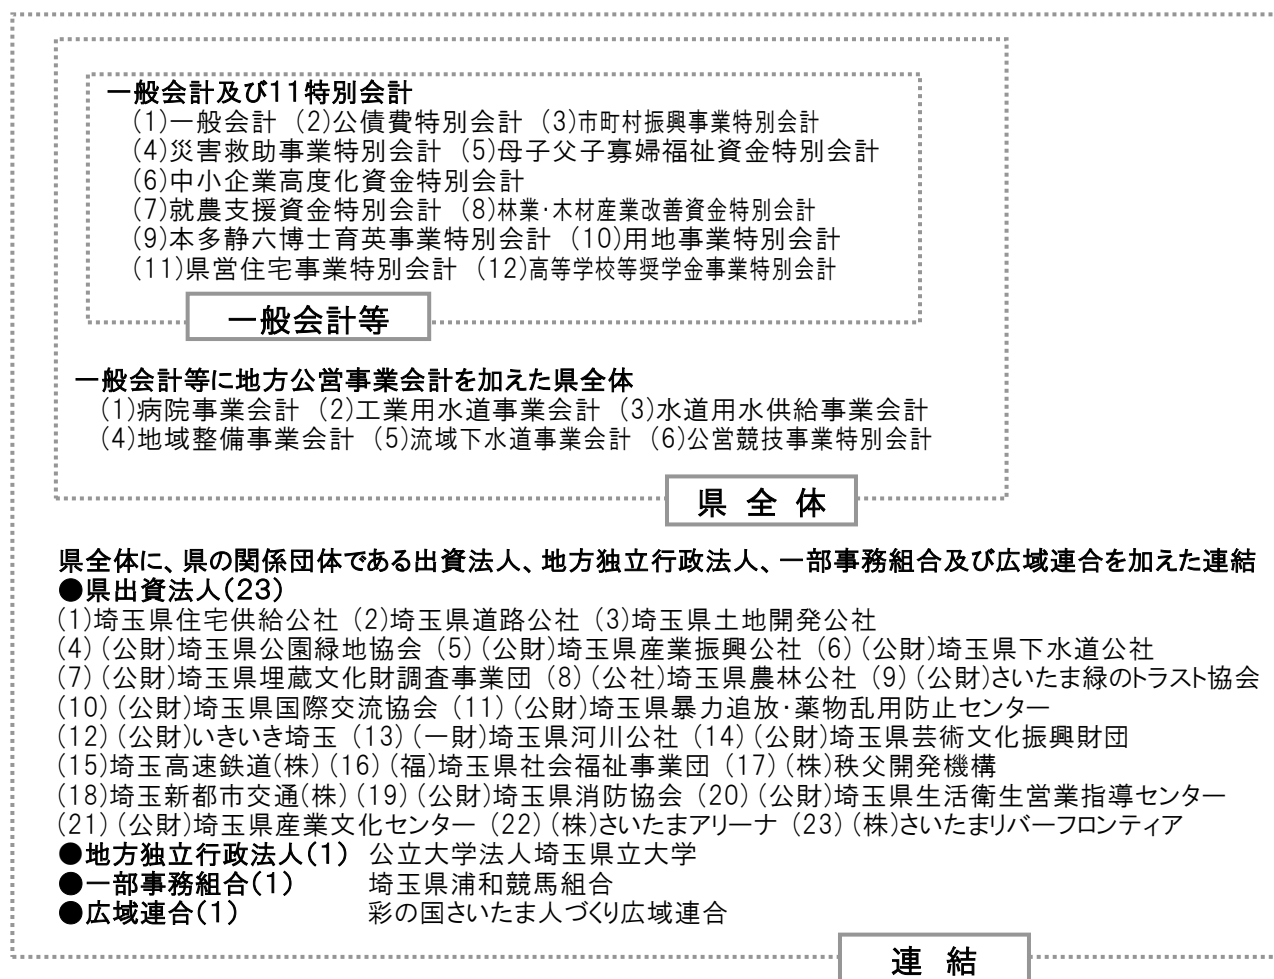 一般会計及び11特別会計
(1)一般会計 (2)公債費特別会計 (3)市町村振興事業特別会計
(4)災害救助事業特別会計 (5)母子父子寡婦福祉資金特別会計
(6)中小企業高度化資金特別会計
(7)就農支援資金特別会計 (8)林業・木材産業改善資金特別会計
(9)本多静六博士育英事業特別会計 (10)用地事業特別会計
(11)県営住宅事業特別会計 (12)高等学校等奨学金事業特別会計
一般会計等
一般会計等に地方公営事業会計を加えた県全体
(1)病院事業会計 (2)工業用水道事業会計 (3)水道用水供給事業会計
(4)地域整備事業会計 (5)流域下水道事業会計 (6)公営競技事業特別会計
県 全 体
県全体に、県の関係団体である出資法人、地方独立行政法人、一部事務組合及び広域連合を加えた連結
●県出資法人(23)
(1)埼玉県住宅供給公社 (2)埼玉県道路公社 (3)埼玉県土地開発公社
(4)(公財)埼玉県公園緑地協会 (5)(公財)埼玉県産業振興公社 (6)(公財)埼玉県下水道公社
(7)(公財)埼玉県埋蔵文化財調査事業団 (8)(公社)埼玉県農林公社 (9)(公財)さいたま緑のトラスト協会
(10)(公財)埼玉県国際交流協会 (11)(公財)埼玉県暴力追放・薬物乱用防止センター
(12)(公財)いきいき埼玉 (13)(一財)埼玉県河川公社 (14)(公財)埼玉県芸術文化振興財団
(15)埼玉高速鉄道(株) (16)(福)埼玉県社会福祉事業団 (17)(株)秩父開発機構
(18)埼玉新都市交通(株) (19)(公財)埼玉県消防協会 (20)(公財)埼玉県生活衛生営業指導センター
(21)(公財)埼玉県産業文化センター (22)(株)さいたまアリーナ (23)(株)さいたまリバーフロンティア
●地方独立行政法人(1) 公立大学法人埼玉県立大学
●一部事務組合(1) 埼玉県浦和競馬組合
●広域連合(1) 彩の国さいたま人づくり広域連合
連 結